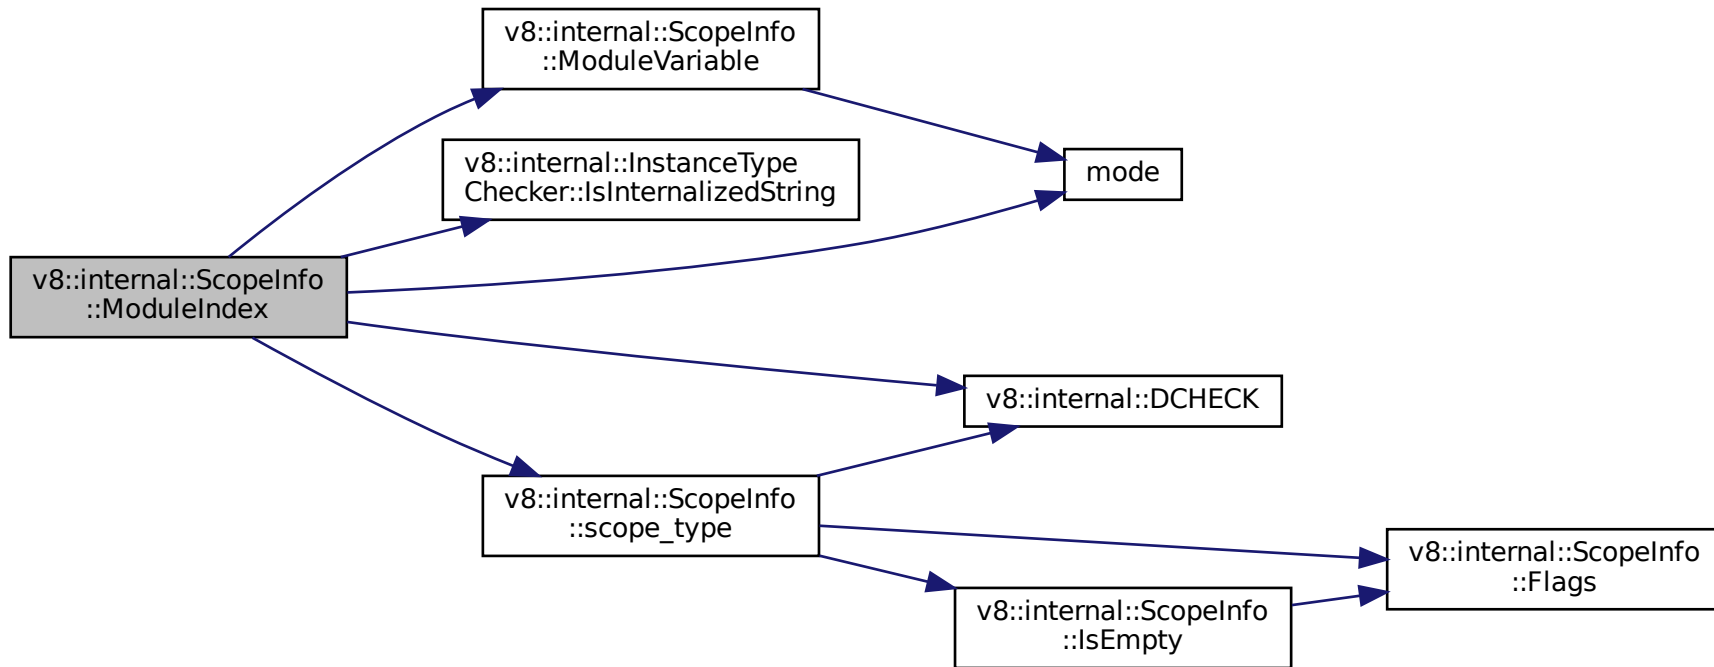 v8::internal::ScopeInfo
::ModuleVariable
v8::internal::InstanceType
Checker::IsInternalizedString
mode
v8::internal::ScopeInfo
::ModuleIndex
v8::internal::DCHECK
v8::internal::ScopeInfo
::scope_type
v8::internal::ScopeInfo
::Flags
v8::internal::ScopeInfo
::IsEmpty